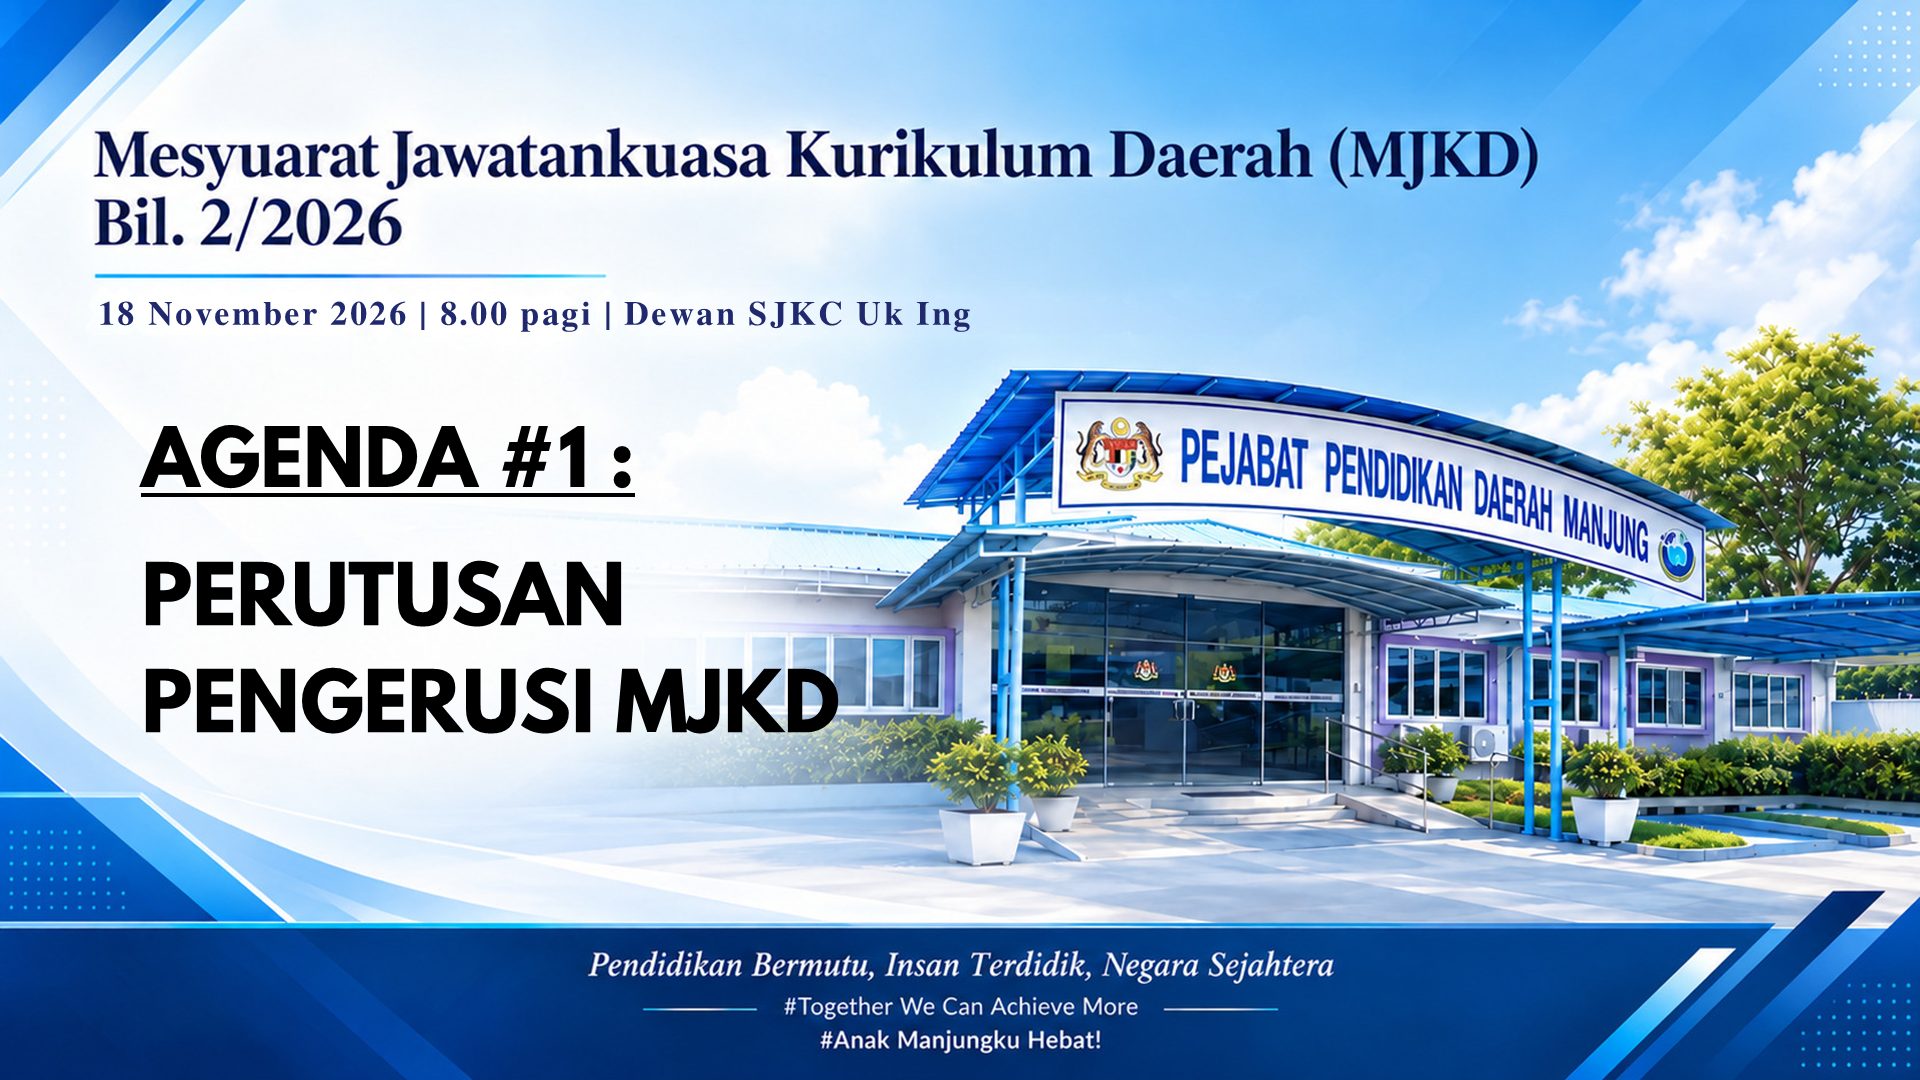 Mesyuarat Jawatankuasa Kurikulum Daerah (MJKD)
Bil. 2/2026
18 November 2026 | 8.00 pagi | Dewan SJKC Uk Ing
AGENDA #1 :
PERUTUSAN
PENGERUSI MJKD
PEJABAT PENDIDIKAN DAERAH MANJUNG
Pendidikan Bermutu, Insan Terdidik, Negara Sejahtera
#Together We Can Achieve More
#Anak Manjungku Hebat!